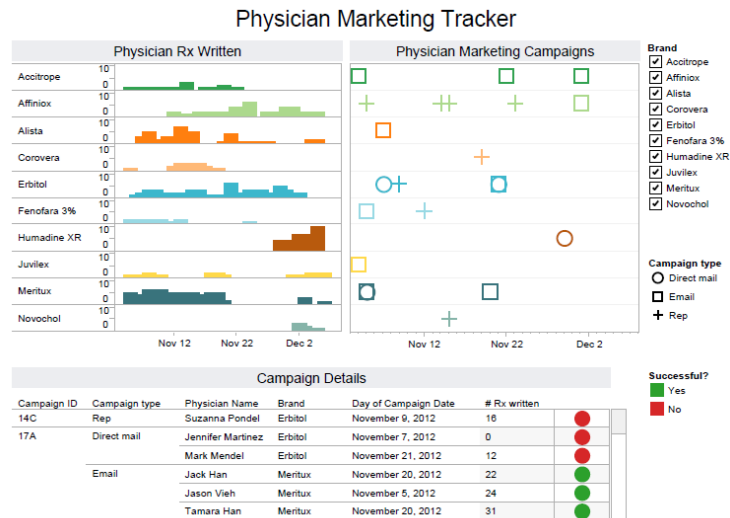 Physician Marketing Tracker
Physician Rx Written
Physician Marketing Campaigns
Accitrope 10 0
Affiniox 10 0
Alista 10 0
Corovera 10 0
Erbitol 10 0
Fenofara 3% 10 0
Humadine XR 10 0
Juvilex 10 0
Meritux 10 0
Novochol 10 0
Nov 12 Nov 22 Dec 2
Nov 12 Nov 22 Dec 2
Brand
Accitrope
Affiniox
Alista
Corovera
Erbitol
Fenofara 3%
Humadine XR
Juvilex
Meritux
Novochol
Campaign type
Direct mail
Email
Rep
Campaign Details
Campaign ID Campaign type Physician Name Brand Day of Campaign Date # Rx written
14C Rep Suzanna Pondel Erbitol November 9, 2012 16
17A Direct mail Jennifer Martinez Erbitol November 7, 2012 0
Mark Mendel Erbitol November 21, 2012 12
Email Jack Han Meritux November 20, 2012 22
Jason Vieh Meritux November 5, 2012 24
Tamara Han Meritux November 20, 2012 31
Successful?
Yes
No